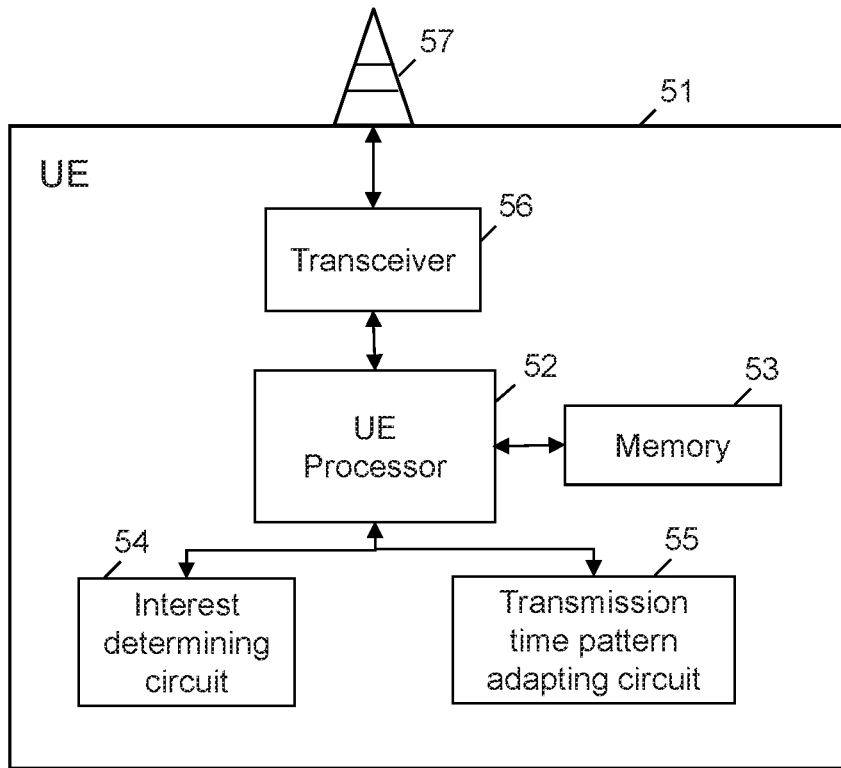 57
51
UE
56
Transceiver
52
53
UE
Processor
Memory
54
55
Interest
determining
circuit
Transmission
time pattern
adapting circuit